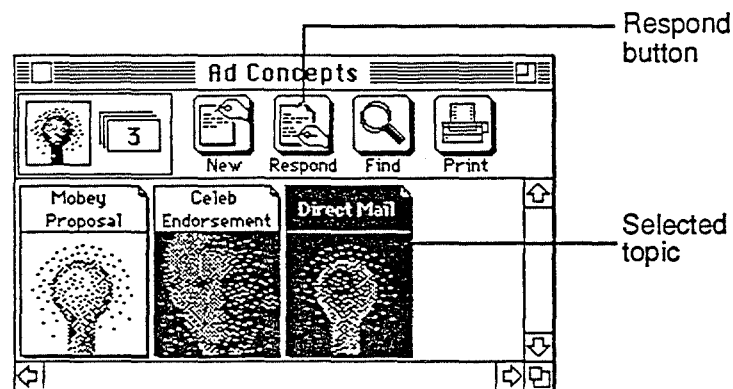 Respond
button
Ad Concepts
3
New Respond Find Print
Mobey
Proposal
Celeb
Endorsement
Direct Mail
Selected
topic